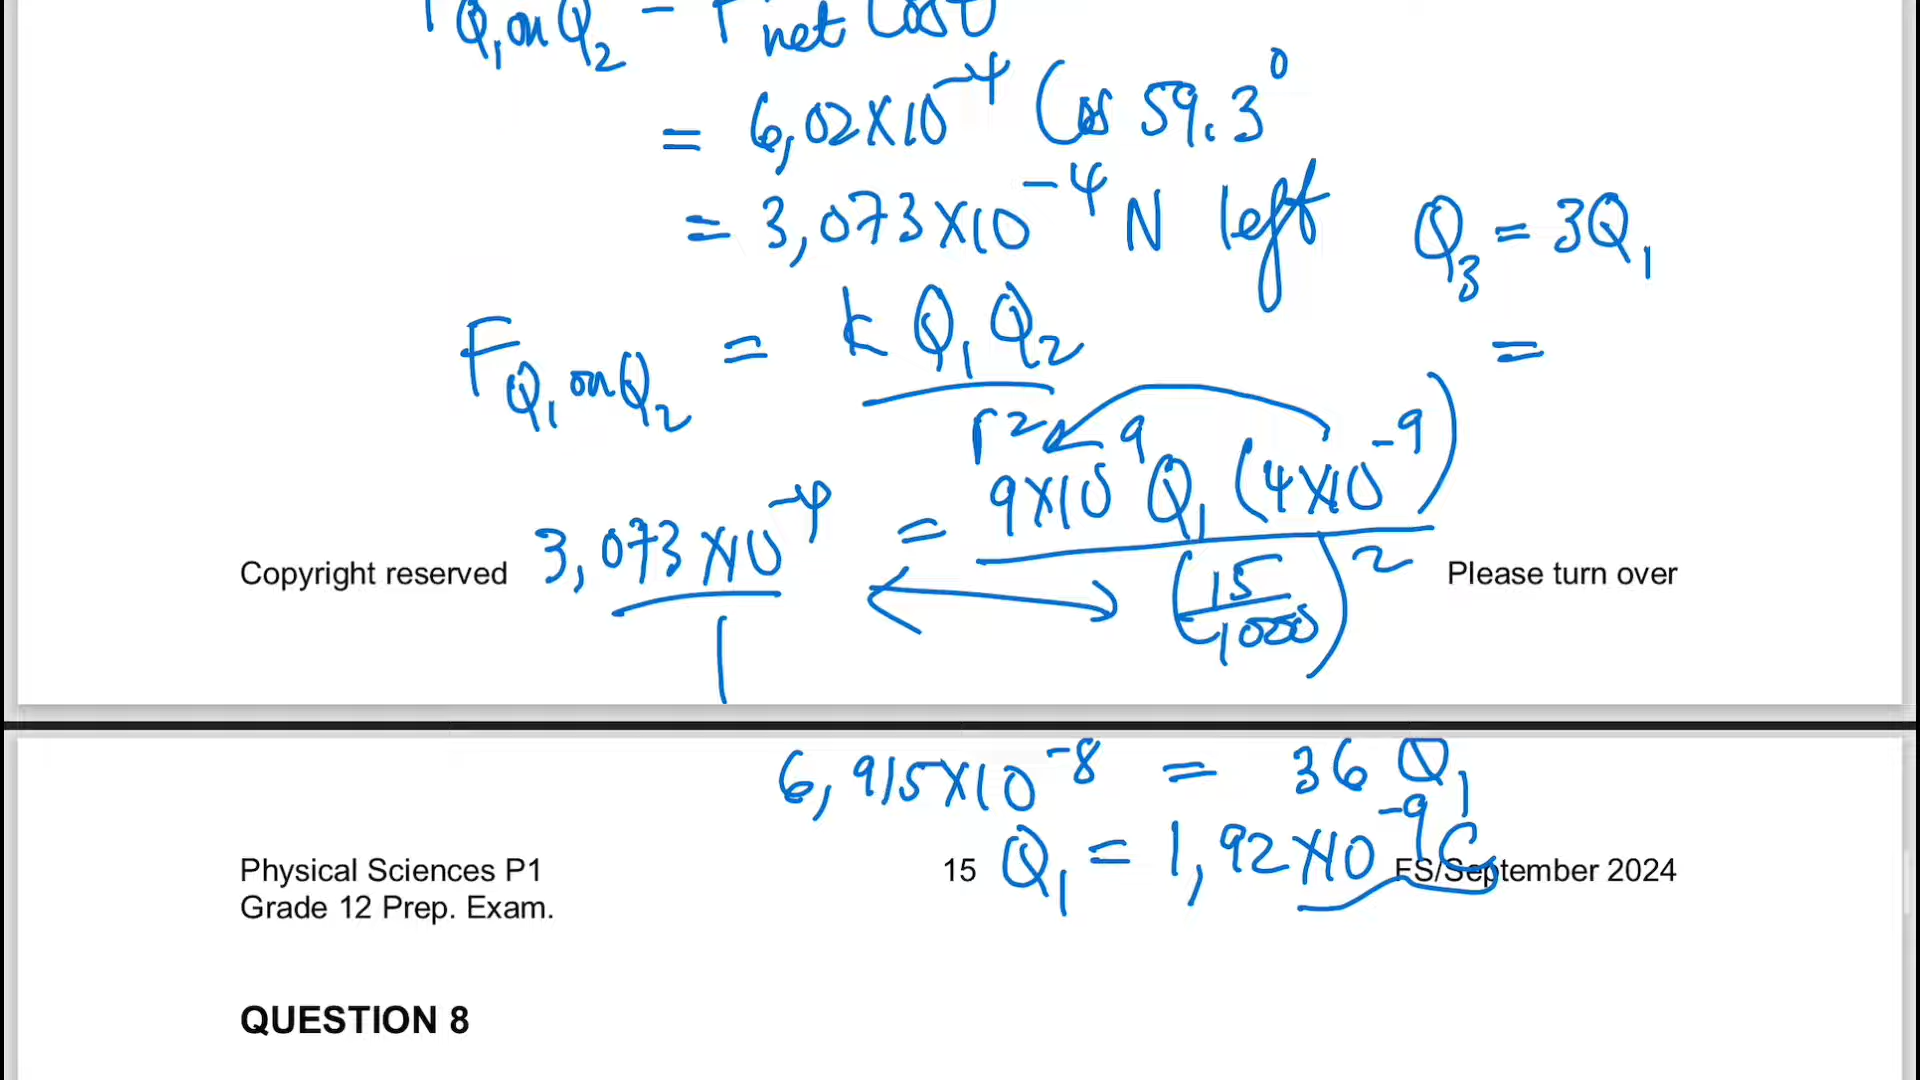 F Q₁ on Q₂ = F net Cos θ
= 6,02×10⁻⁴ Cos 59.3°
= 3,073×10⁻⁴ N left Q₃ = 3Q₁
F Q₁ on Q₂ = k Q₁ Q₂ / r² =
3,073×10⁻⁴ / 1 = 9×10⁹ Q₁ (4×10⁻⁹) / (15/1000)²
Copyright reserved Please turn over
6,915×10⁻⁸ = 36 Q₁
Q₁ = 1,92×10⁻⁹ C
Physical Sciences P1 15 FS/September 2024
Grade 12 Prep. Exam.
QUESTION 8